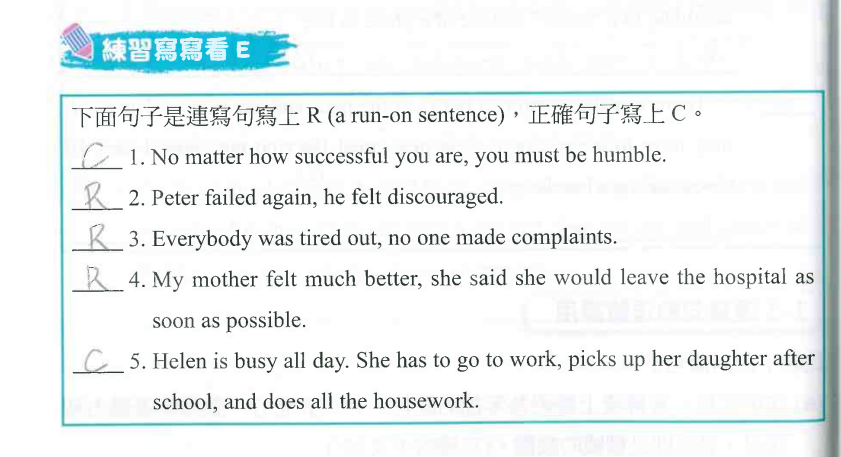 練習寫寫看 E
下面句子是連寫句寫上 R (a run-on sentence)，正確句子寫上 C。
C 1. No matter how successful you are, you must be humble.
R 2. Peter failed again, he felt discouraged.
R 3. Everybody was tired out, no one made complaints.
R 4. My mother felt much better, she said she would leave the hospital as
soon as possible.
C 5. Helen is busy all day. She has to go to work, picks up her daughter after
school, and does all the housework.